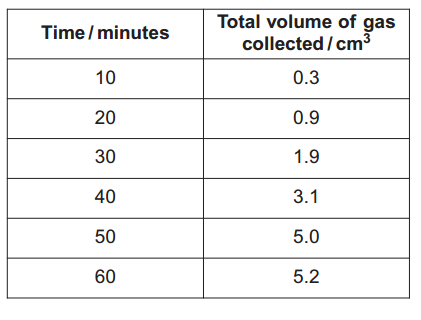 Time / minutes
Total volume of gas
collected / cm³
10 0.3
20 0.9
30 1.9
40 3.1
50 5.0
60 5.2